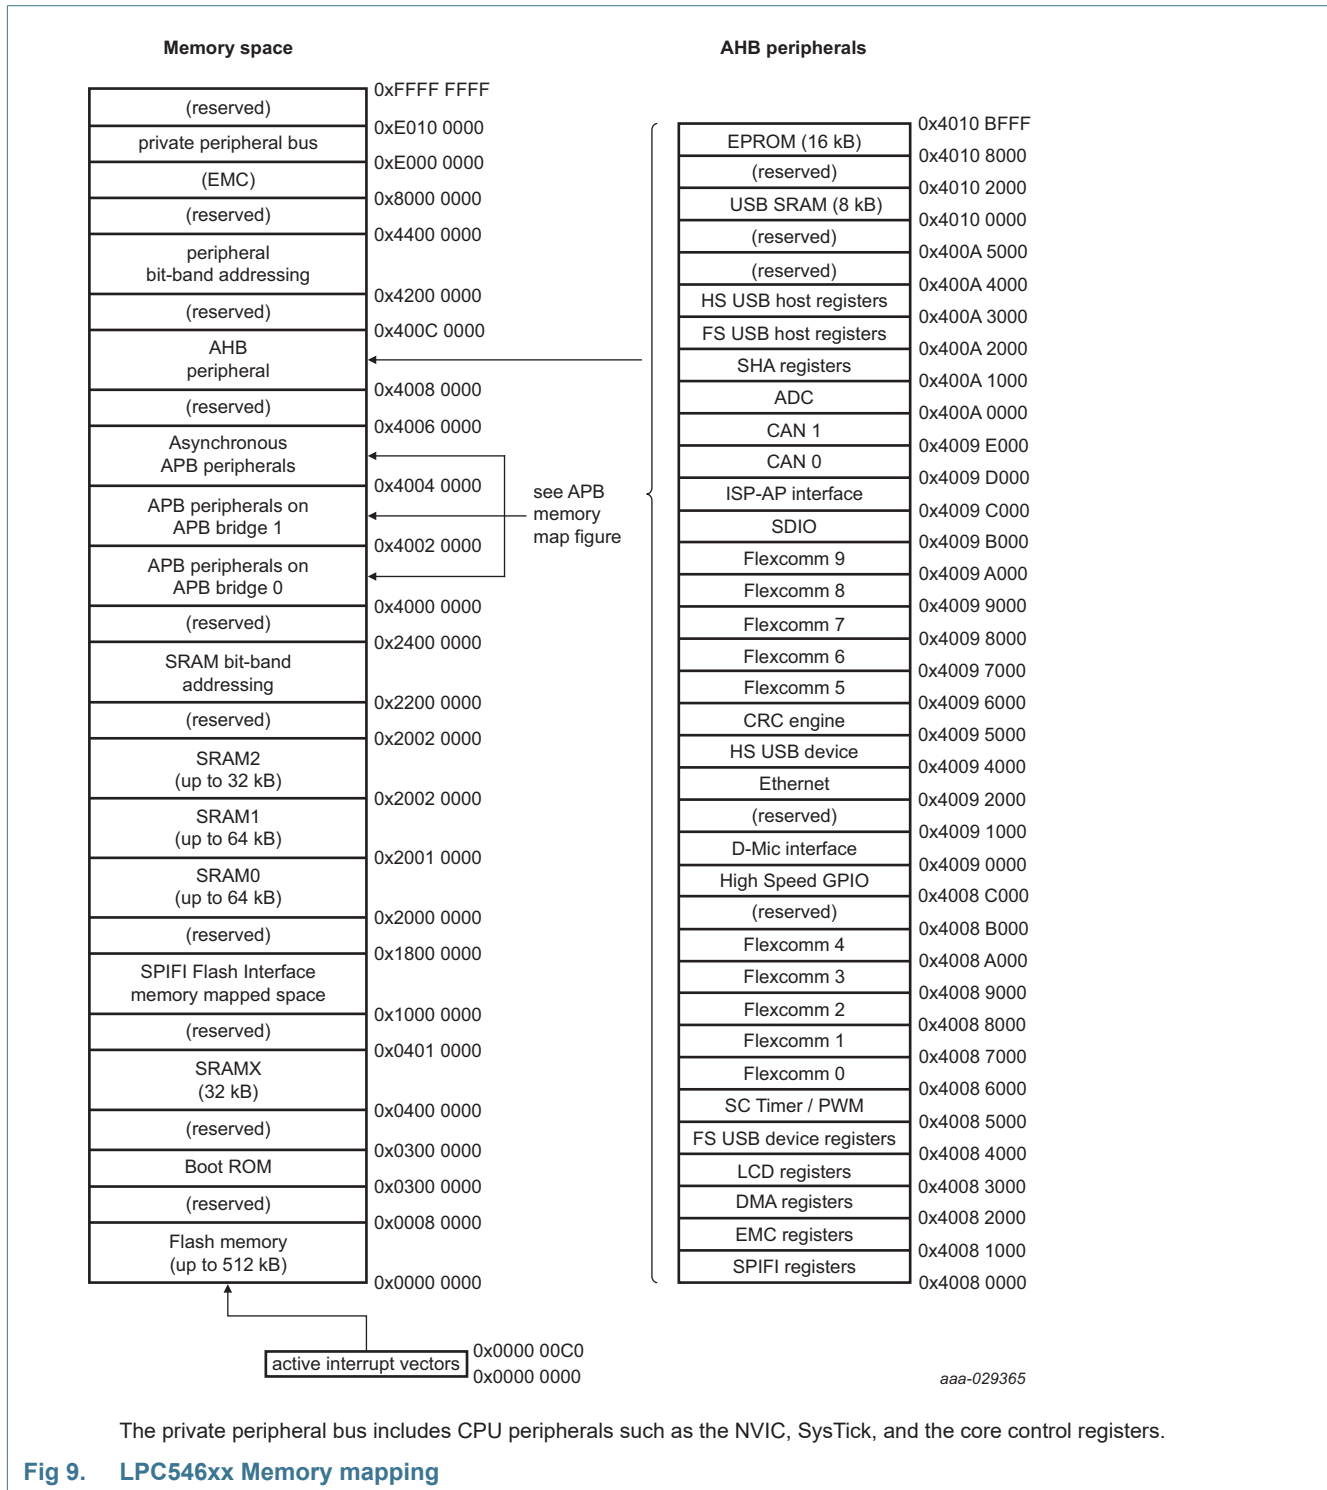 Memory space
0xFFFF FFFF
(reserved)
0xE010 0000
private peripheral bus
0xE000 0000
(EMC)
0x8000 0000
(reserved)
0x4400 0000
peripheral
bit-band addressing
0x4200 0000
(reserved)
0x400C 0000
AHB
peripheral
0x4008 0000
(reserved)
0x4006 0000
Asynchronous
APB peripherals
0x4004 0000
APB peripherals on
APB bridge 1
0x4002 0000
APB peripherals on
APB bridge 0
0x4000 0000
(reserved)
0x2400 0000
SRAM bit-band
addressing
0x2200 0000
(reserved)
0x2002 0000
SRAM2
(up to 32 kB)
0x2002 0000
SRAM1
(up to 64 kB)
0x2001 0000
SRAM0
(up to 64 kB)
0x2000 0000
(reserved)
0x1800 0000
SPIFI Flash Interface
memory mapped space
0x1000 0000
(reserved)
0x0401 0000
SRAMX
(32 kB)
0x0400 0000
(reserved)
0x0300 0000
Boot ROM
0x0300 0000
(reserved)
0x0008 0000
Flash memory
(up to 512 kB)
0x0000 0000
active interrupt vectors
0x0000 00C0
0x0000 0000
see APB
memory
map figure
AHB peripherals
0x4010 BFFF
EPROM (16 kB)
0x4010 8000
(reserved)
0x4010 2000
USB SRAM (8 kB)
0x4010 0000
(reserved)
0x400A 5000
(reserved)
0x400A 4000
HS USB host registers
0x400A 3000
FS USB host registers
0x400A 2000
SHA registers
0x400A 1000
ADC
0x400A 0000
CAN 1
0x4009 E000
CAN 0
0x4009 D000
ISP-AP interface
0x4009 C000
SDIO
0x4009 B000
Flexcomm 9
0x4009 A000
Flexcomm 8
0x4009 9000
Flexcomm 7
0x4009 8000
Flexcomm 6
0x4009 7000
Flexcomm 5
0x4009 6000
CRC engine
0x4009 5000
HS USB device
0x4009 4000
Ethernet
0x4009 2000
(reserved)
0x4009 1000
D-Mic interface
0x4009 0000
High Speed GPIO
0x4008 C000
(reserved)
0x4008 B000
Flexcomm 4
0x4008 A000
Flexcomm 3
0x4008 9000
Flexcomm 2
0x4008 8000
Flexcomm 1
0x4008 7000
Flexcomm 0
0x4008 6000
SC Timer / PWM
0x4008 5000
FS USB device registers
0x4008 4000
LCD registers
0x4008 3000
DMA registers
0x4008 2000
EMC registers
0x4008 1000
SPIFI registers
0x4008 0000
aaa-029365
The private peripheral bus includes CPU peripherals such as the NVIC, SysTick, and the core control registers.
Fig 9. LPC546xx Memory mapping